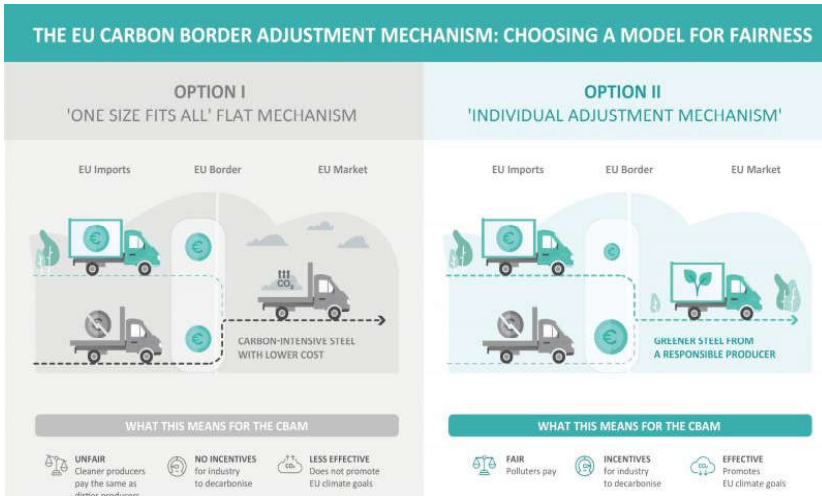 THE EU CARBON BORDER ADJUSTMENT MECHANISM: CHOOSING A MODEL FOR FAIRNESS
OPTION I
'ONE SIZE FITS ALL' FLAT MECHANISM
EU Imports
EU Border
EU Market
€
€
€
CO₂
CARBON-INTENSIVE STEEL
WITH LOWER COST
WHAT THIS MEANS FOR THE CBAM
UNFAIR
Cleaner producers
pay the same as
dirtier producers
NO INCENTIVES
for industry
to decarbonise
CO₂
LESS EFFECTIVE
Does not promote
EU climate goals
OPTION II
'INDIVIDUAL ADJUSTMENT MECHANISM'
EU Imports
EU Border
EU Market
€
€
€
GREENER STEEL FROM
A RESPONSIBLE PRODUCER
WHAT THIS MEANS FOR THE CBAM
FAIR
Polluters pay
INCENTIVES
for industry
to decarbonise
CO₂
EFFECTIVE
Promotes
EU climate goals